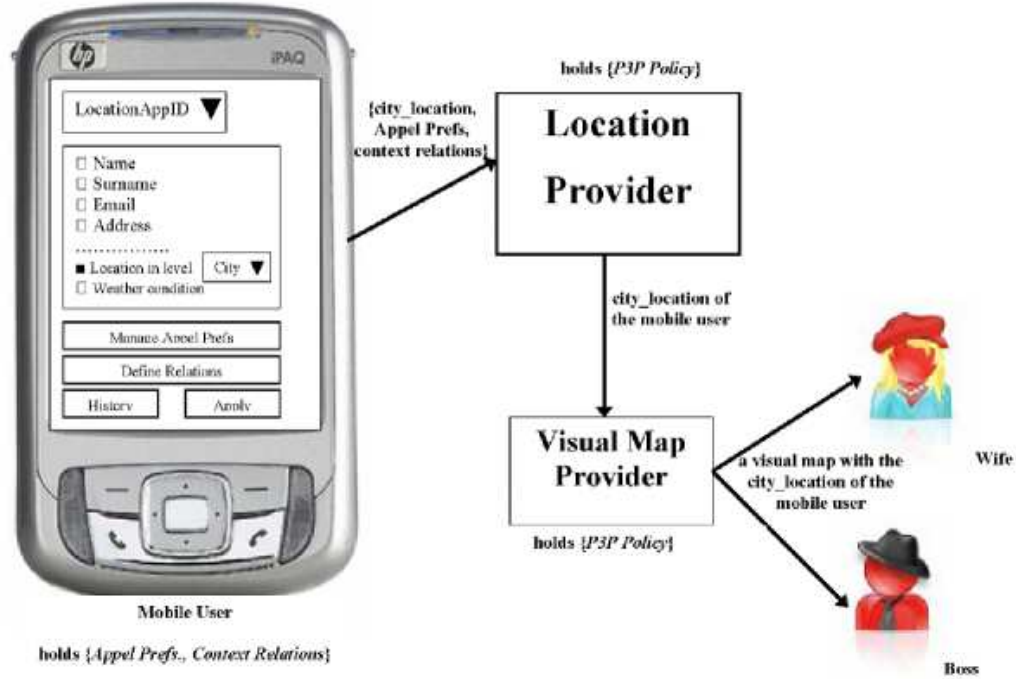 hp
iPAQ
LocationAppID
Name
Surname
Email
Address
Location in level
City
Weather condition
Manage Appel Prefs
Define Relations
History
Apply
Mobile User
holds {Appel Prefs., Context Relations}
{city_location,
Appel Prefs,
context relations}
holds {P3P Policy}
Location
Provider
city_location of
the mobile user
Visual Map
Provider
holds {P3P Policy}
a visual map with the
city_location of the
mobile user
Wife
Boss